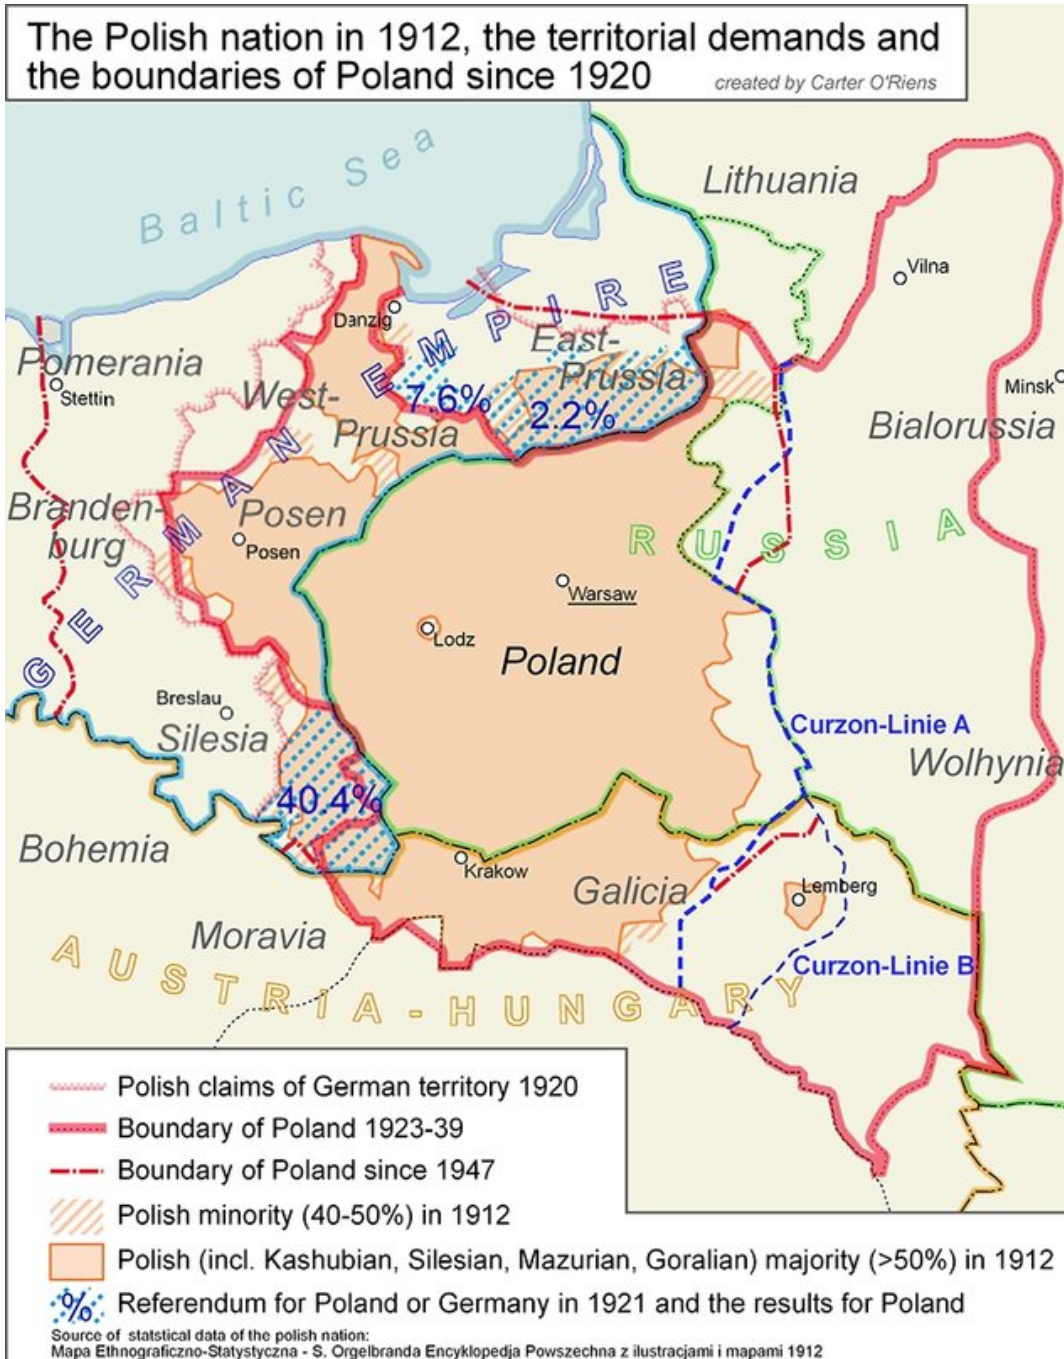 The Polish nation in 1912, the territorial demands and
the boundaries of Poland since 1920
created by Carter O'Riens
Baltic Sea
Lithuania
Vilna
Danzig
GERMAN EMPIRE
East-
Prussla
Pomerania
Stettin
West-
Prussia
7.6%
2.2%
Minsk
Bialorussia
Branden-
burg
Posen
Posen
RUSSIA
Warsaw
Lodz
Poland
Breslau
Silesia
Curzon-Linie A
Wolhynia
40.4%
Bohemia
Krakow
Galicia
Lemberg
Moravia
Curzon-Linie B
AUSTRIA-HUNGARY
Polish claims of German territory 1920
Boundary of Poland 1923-39
Boundary of Poland since 1947
Polish minority (40-50%) in 1912
Polish (incl. Kashubian, Silesian, Mazurian, Goralian) majority (>50%) in 1912
% Referendum for Poland or Germany in 1921 and the results for Poland
Source of statstical data of the polish nation:
Mapa Ethnograficzno-Statystyczna - S. Orgelbranda Encyklopedja Powszechna z ilustracjami i mapami 1912